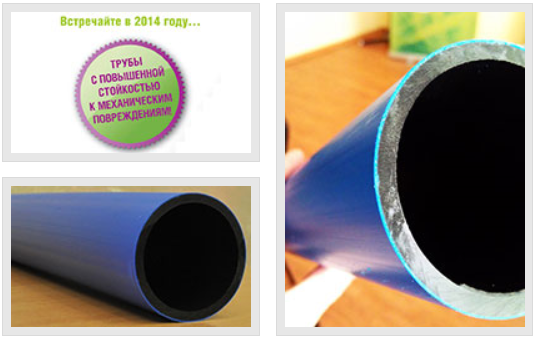 Встречайте в 2014 году...
ТРУБЫ
С ПОВЫШЕННОЙ
СТОЙКОСТЬЮ
К МЕХАНИЧЕСКИМ
ПОВРЕЖДЕНИЯМ!